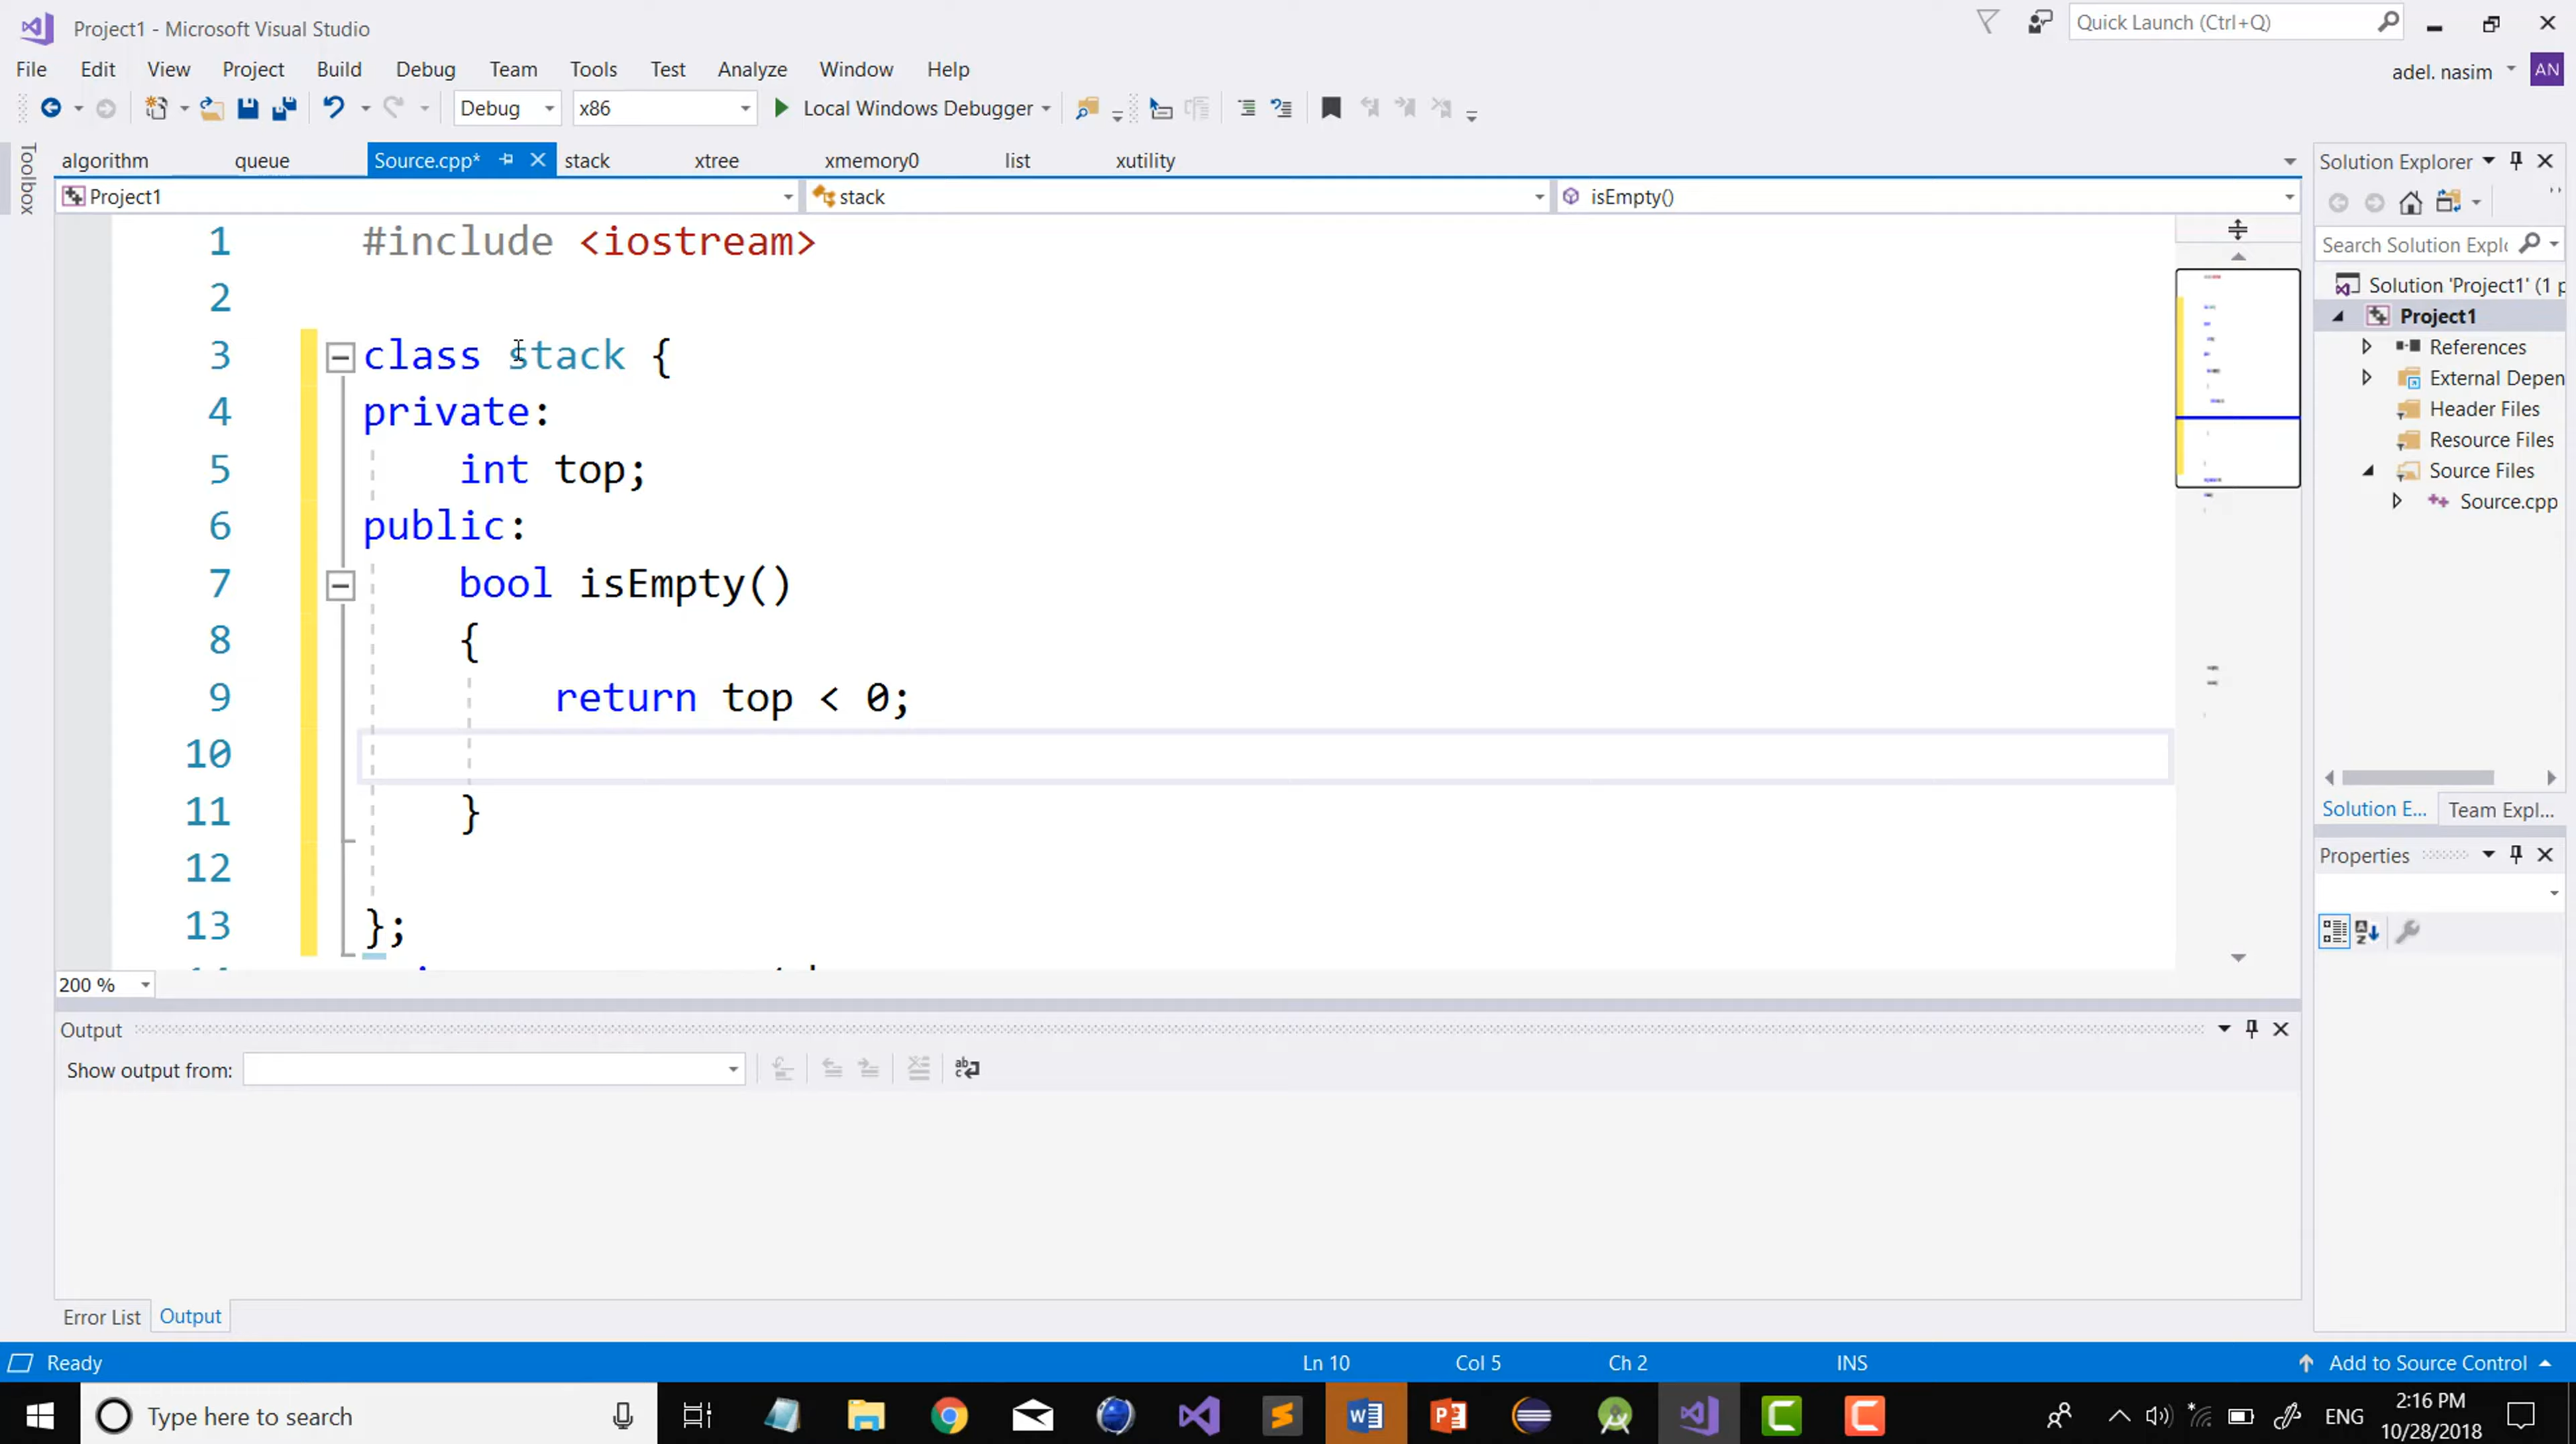 Project1 - Microsoft Visual Studio
Quick Launch (Ctrl+Q)
File Edit View Project Build Debug Team Tools Test Analyze Window Help
adel. nasim
AN
Debug x86 Local Windows Debugger
Toolbox
algorithm queue Source.cpp* stack xtree xmemory0 list xutility
Project1 stack isEmpty()
1 #include <iostream>
2
3 class stack {
4 private:
5 int top;
6 public:
7 bool isEmpty()
8 {
9 return top < 0;
10
11 }
12
13 };
200 %
Solution Explorer
Search Solution Explo
Solution 'Project1' (1 p
Project1
References
External Depen
Header Files
Resource Files
Source Files
Source.cpp
Solution E... Team Expl...
Properties
Output
Show output from:
Error List Output
Ready Ln 10 Col 5 Ch 2 INS Add to Source Control
Type here to search
ENG
2:16 PM
10/28/2018